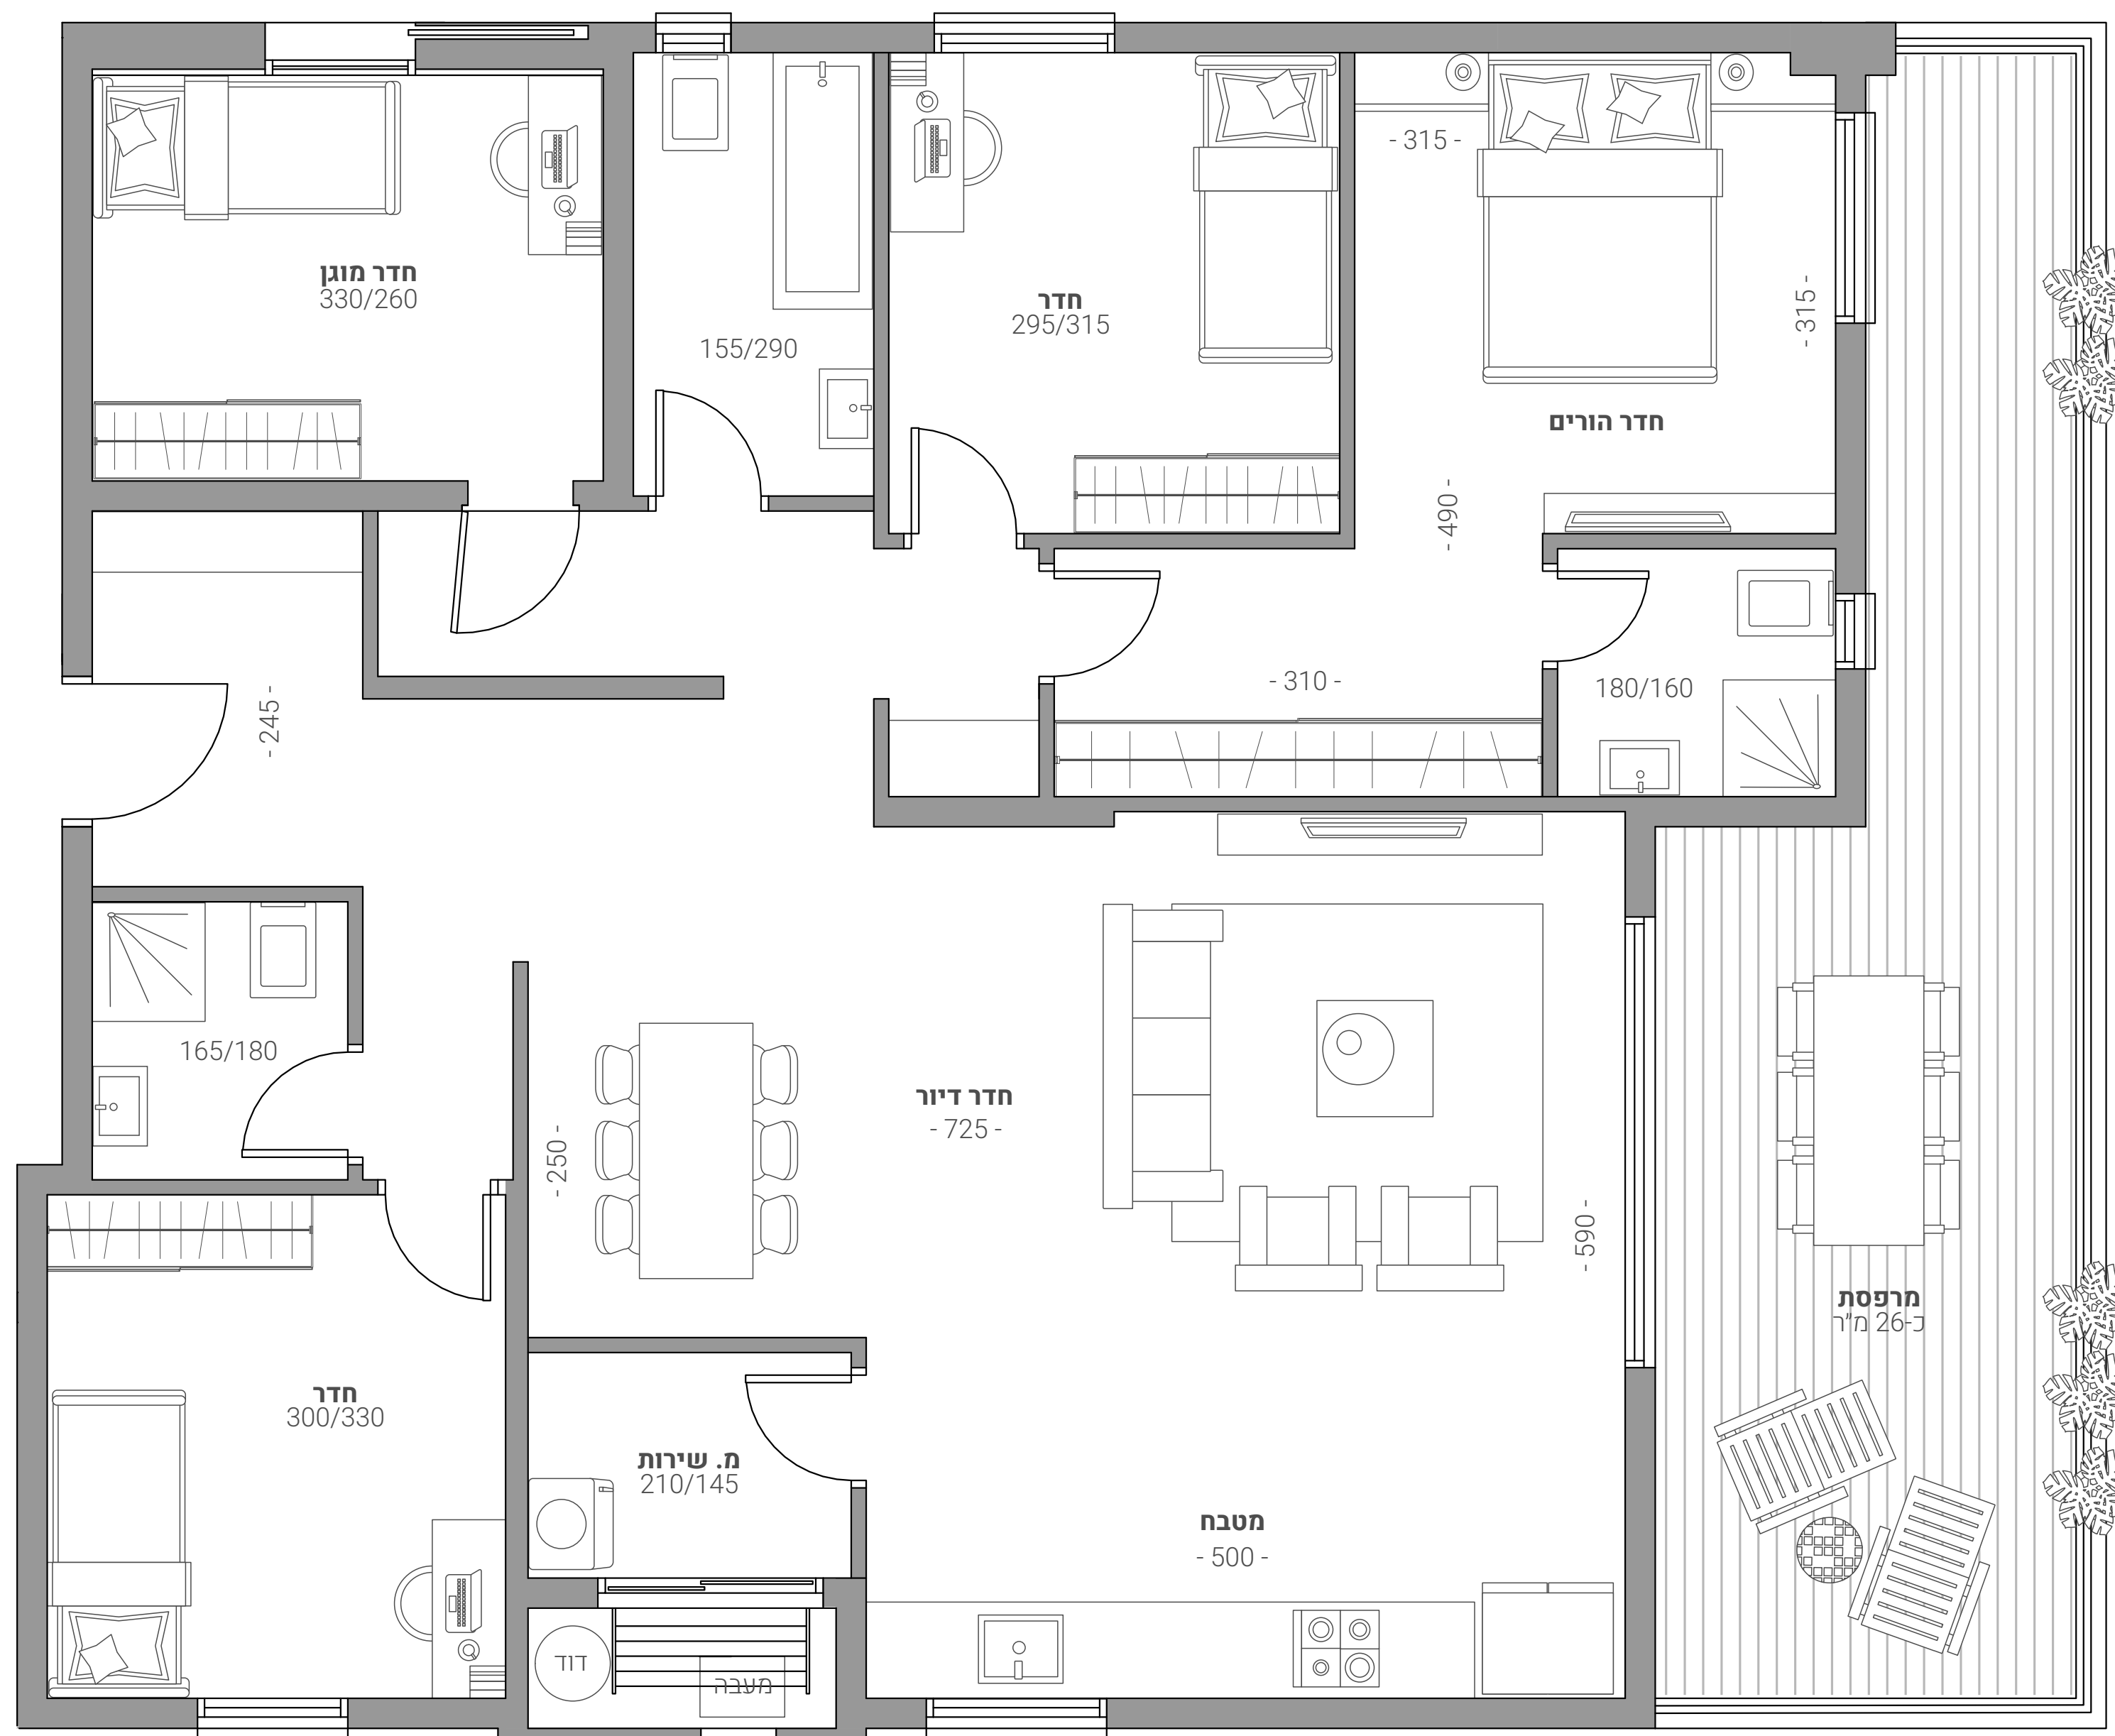 - 315 -
חדר מוגן
330/260
חדר
295/315
- 315 -
155/290
חדר הורים
- 490 -
- 245 -
- 310 -
180/160
165/180
חדר דיור
- 725 -
- 250 -
- 590 -
מרפסת
כ-26 מ"ר
חדר
300/330
מ. שירות
210/145
מטבח
- 500 -
דוד
מעבה